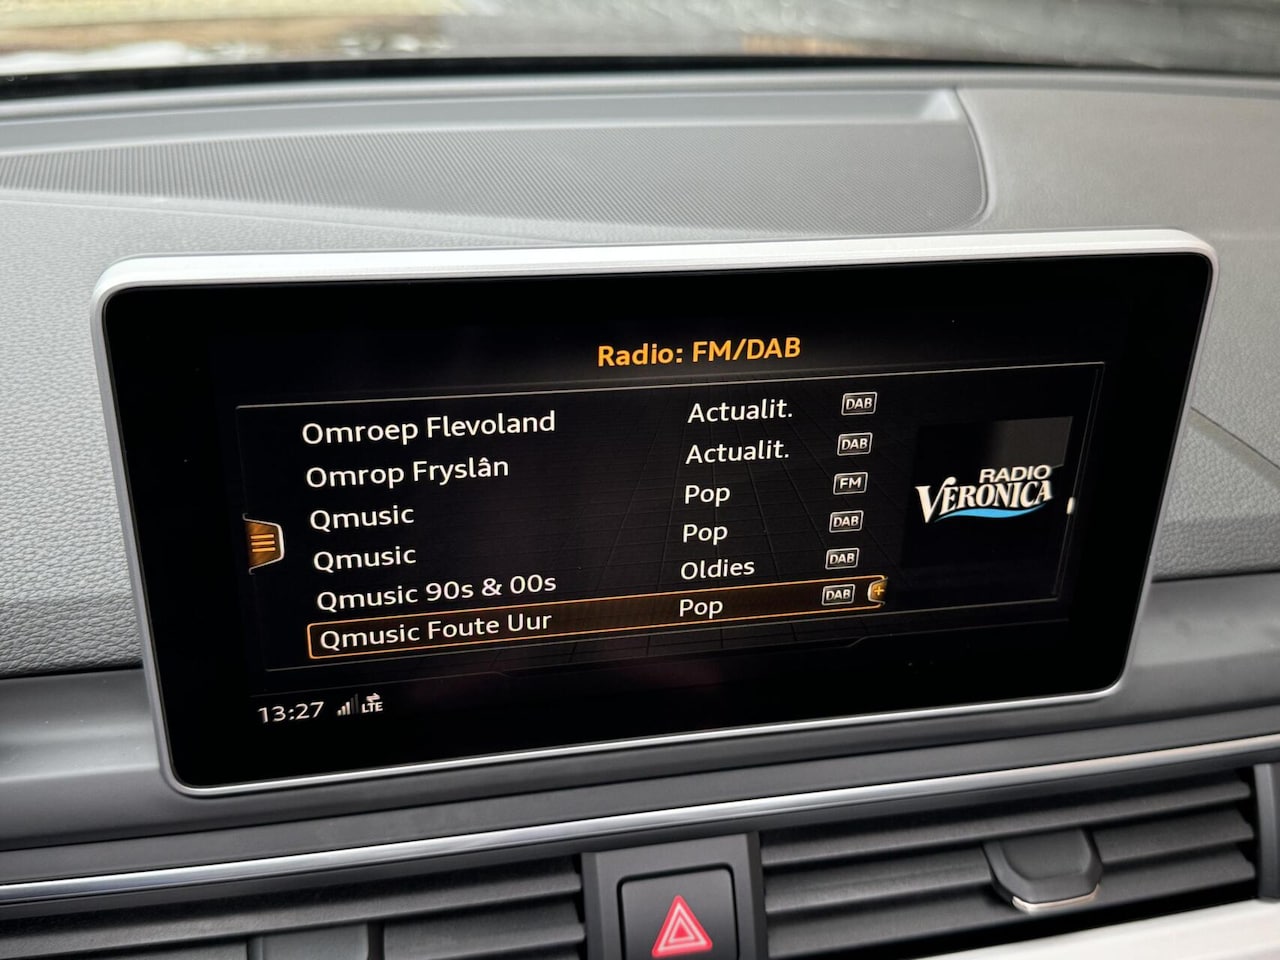 Radio: FM/DAB
Omroep Flevoland Actualit. DAB
Omrop Fryslân Actualit. DAB
Qmusic Pop FM
Qmusic Pop DAB
Qmusic 90s & 00s Oldies DAB
Qmusic Foute Uur Pop DAB +
RADIO
VERONICA
13:27 LTE